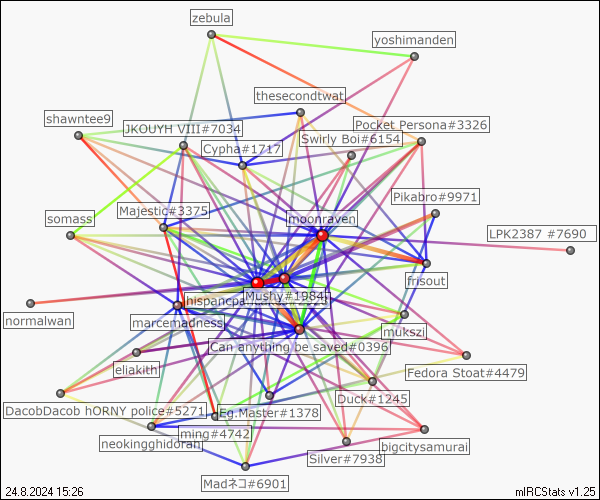 zebula
yoshimanden
thesecondtwat
shawntee9
JKOUYH VIII#7034
Pocket Persona#3326
Swirly Boi#6154
Cypha#1717
Pikabro#9971
Majestic#3375
somass
moonraven
LPK2387 #7690
frisout
hispancpa
Mushy#1984
normalwan
marcemadness
mukszi
Can anything be saved#0396
eliakith
Fedora Stoat#4479
Duck#1245
DacobDacob hORNY police#5271
Eg.Master#1378
ming#4742
neokingghidorah
bigcitysamurai
Silver#7938
Madネコ#6901
24.8.2024 15:26
mIRCStats v1.25